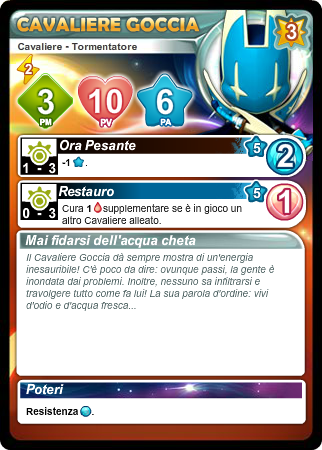 CAVALIERE GOCCIA
3
Cavaliere - Tormentatore
2
3
PM
10
PV
6
PA
Ora Pesante
5
2
1 - 3
-1 .
Restauro
5
1
0 - 3
Cura 1 supplementare se è in gioco un
altro Cavaliere alleato.
Mai fidarsi dell'acqua cheta
Il Cavaliere Goccia dà sempre mostra di un'energia
inesauribile! C'è poco da dire: ovunque passi, la gente è
inondata dai problemi. Inoltre, nessuno sa infiltrarsi e
travolgere tutto come fa lui! La sua parola d'ordine: vivi
d'odio e d'acqua fresca...
Poteri
Resistenza .